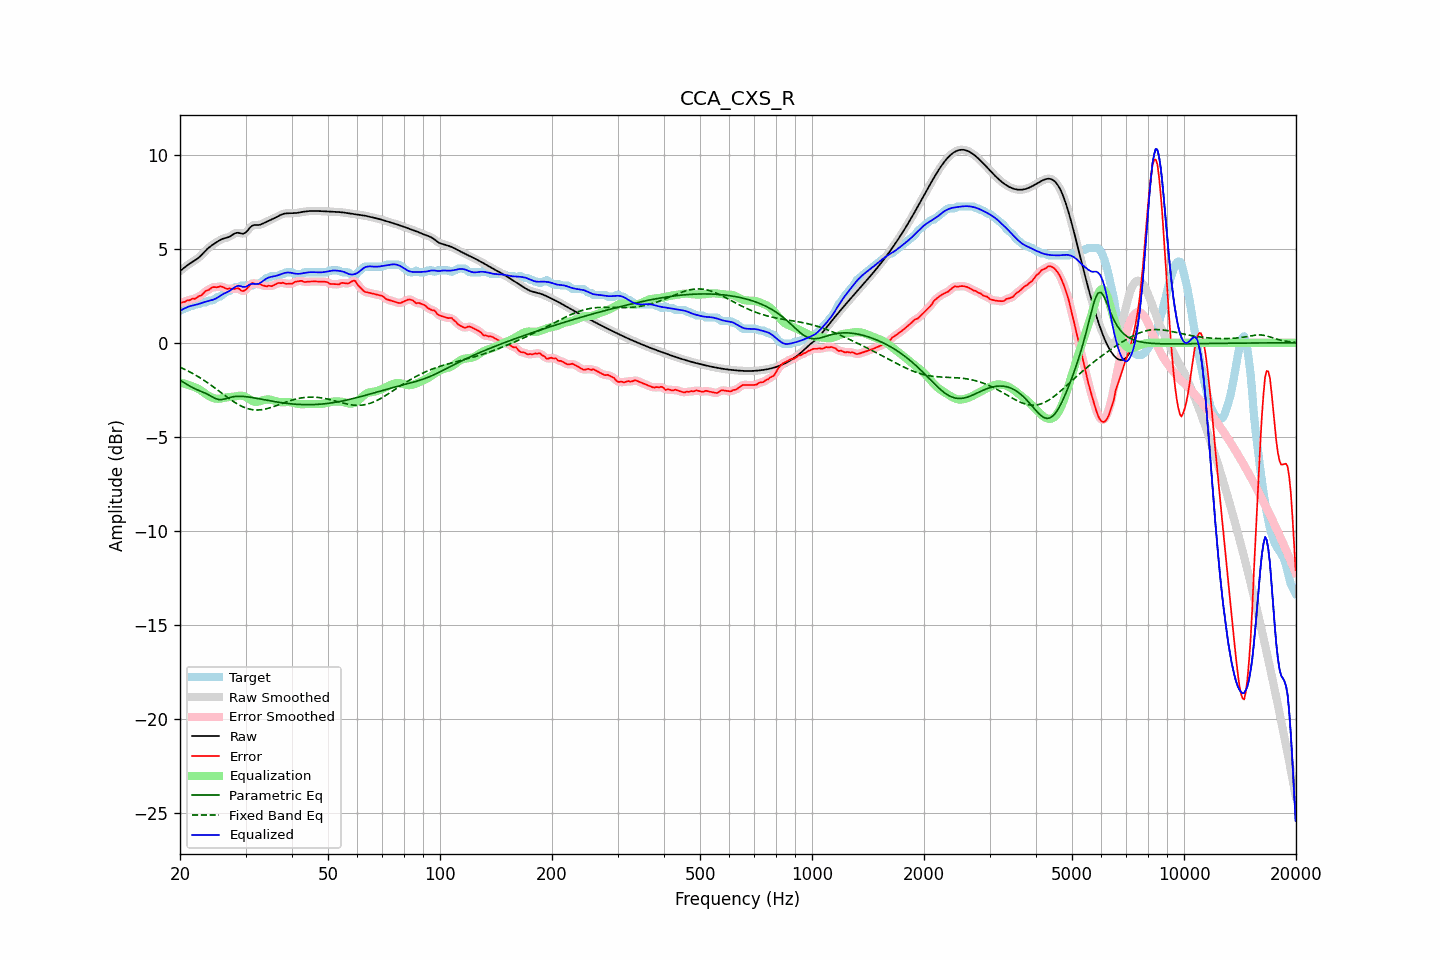 CCA_CXS_R
10
5
0
−5
−10
−15
−20
−25
Amplitude (dBr)
Target
Raw Smoothed
Error Smoothed
Raw
Error
Equalization
Parametric Eq
Fixed Band Eq
Equalized
20 50 100 200 500 1000 2000 5000 10000 20000
Frequency (Hz)